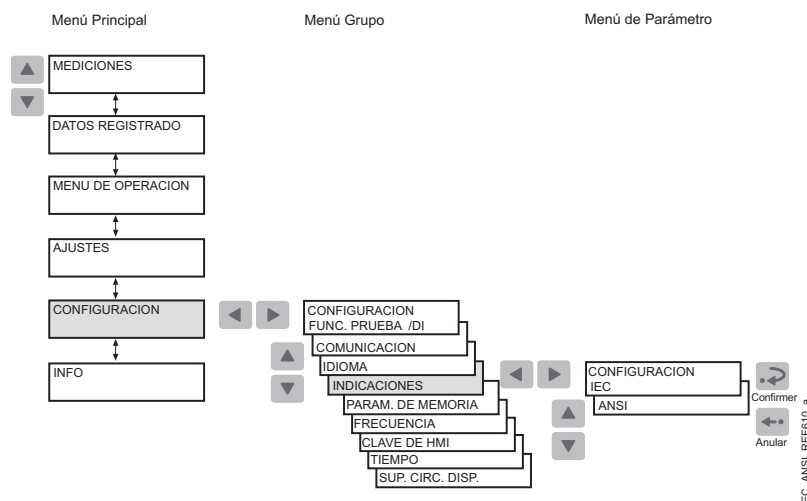 Menú Principal
Menú Grupo
Menú de Parámetro
MEDICIONES
DATOS REGISTRADO
MENU DE OPERACION
AJUSTES
CONFIGURACION
INFO
CONFIGURACION
FUNC. PRUEBA /DI
COMUNICACION
IDIOMA
INDICACIONES
PARAM. DE MEMORIA
FRECUENCIA
CLAVE DE HMI
TIEMPO
SUP. CIRC. DISP.
CONFIGURACION
IEC
ANSI
Confirmer
Anular